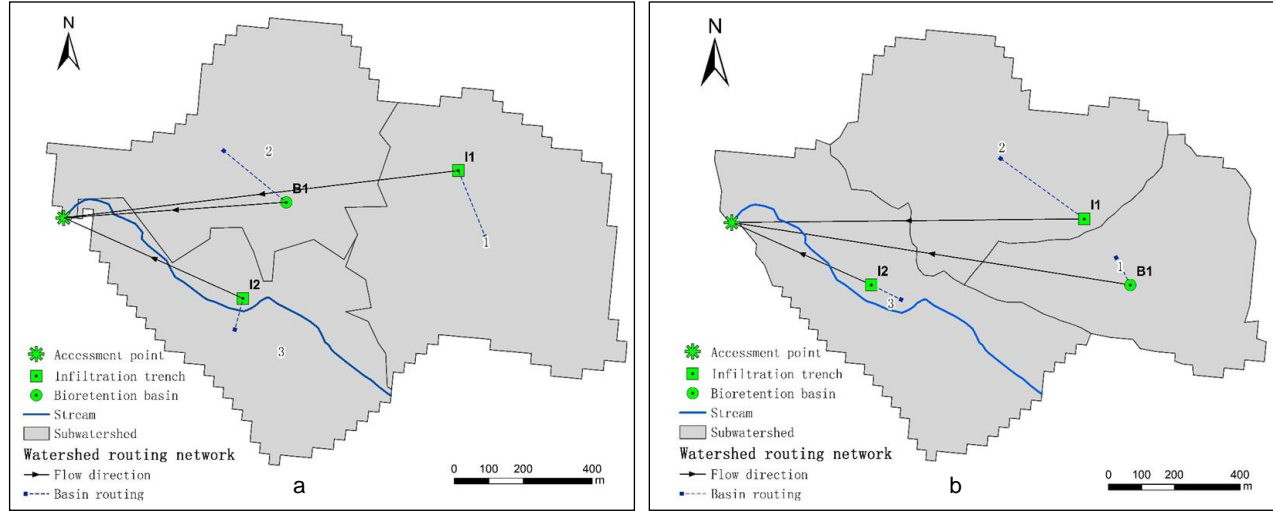 N
2
I1
B1
1
I2
3
Accessment point
Infiltration trench
Bioretention basin
Stream
Subwatershed
Watershed routing network
Flow direction
Basin routing
0 100 200 400
m
a
N
2
I1
1
B1
I2
3
Accessment point
Infiltration trench
Bioretention basin
Stream
Subwatershed
Watershed routing network
Flow direction
Basin routing
0 100 200 400
m
b